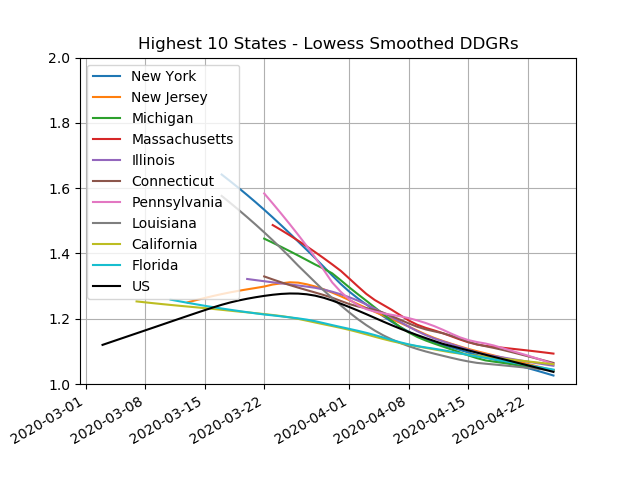 Highest 10 States - Lowess Smoothed DDGRs
2.0
1.8
1.6
1.4
1.2
1.0
New York
New Jersey
Michigan
Massachusetts
Illinois
Connecticut
Pennsylvania
Louisiana
California
Florida
US
2020-03-01
2020-03-08
2020-03-15
2020-03-22
2020-04-01
2020-04-08
2020-04-15
2020-04-22